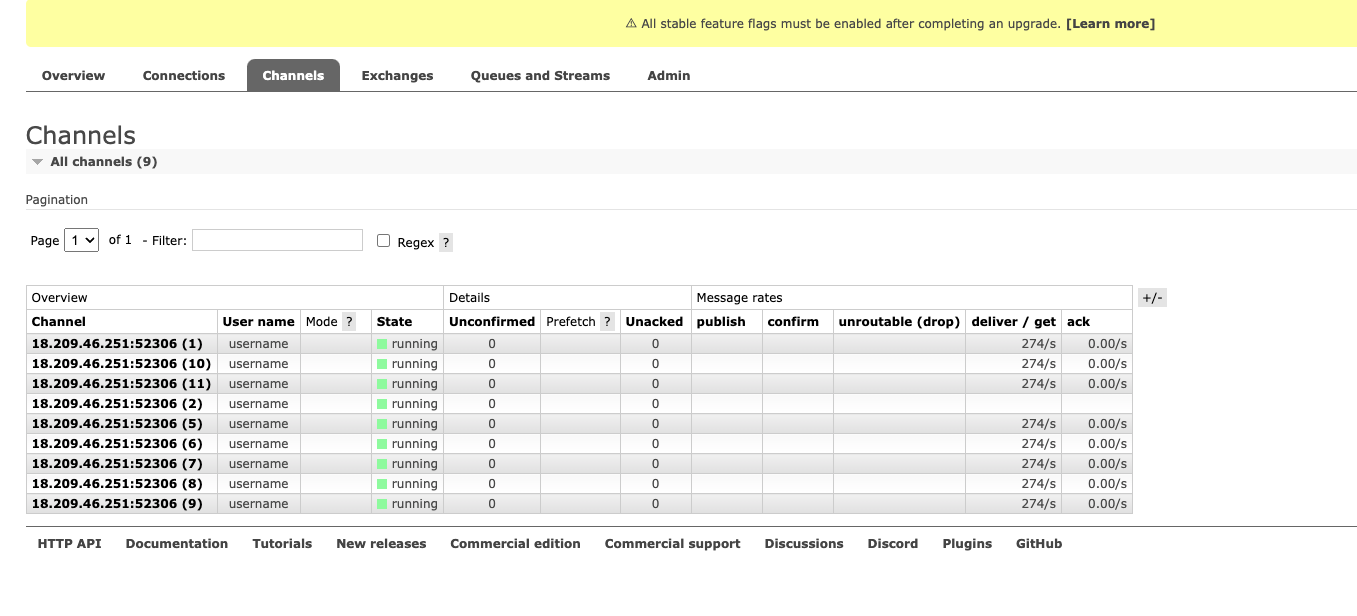 ⚠ All stable feature flags must be enabled after completing an upgrade. [Learn more]
Overview Connections Channels Exchanges Queues and Streams Admin
Channels
All channels (9)
Pagination
Page 1 of 1 - Filter: Regex ?
Overview Details Message rates +/-
Channel User name Mode ? State Unconfirmed Prefetch ? Unacked publish confirm unroutable (drop) deliver / get ack
18.209.46.251:52306 (1) username running 0 0 274/s 0.00/s
18.209.46.251:52306 (10) username running 0 0 274/s 0.00/s
18.209.46.251:52306 (11) username running 0 0 274/s 0.00/s
18.209.46.251:52306 (2) username running 0 0
18.209.46.251:52306 (5) username running 0 0 274/s 0.00/s
18.209.46.251:52306 (6) username running 0 0 274/s 0.00/s
18.209.46.251:52306 (7) username running 0 0 274/s 0.00/s
18.209.46.251:52306 (8) username running 0 0 274/s 0.00/s
18.209.46.251:52306 (9) username running 0 0 274/s 0.00/s
HTTP API Documentation Tutorials New releases Commercial edition Commercial support Discussions Discord Plugins GitHub